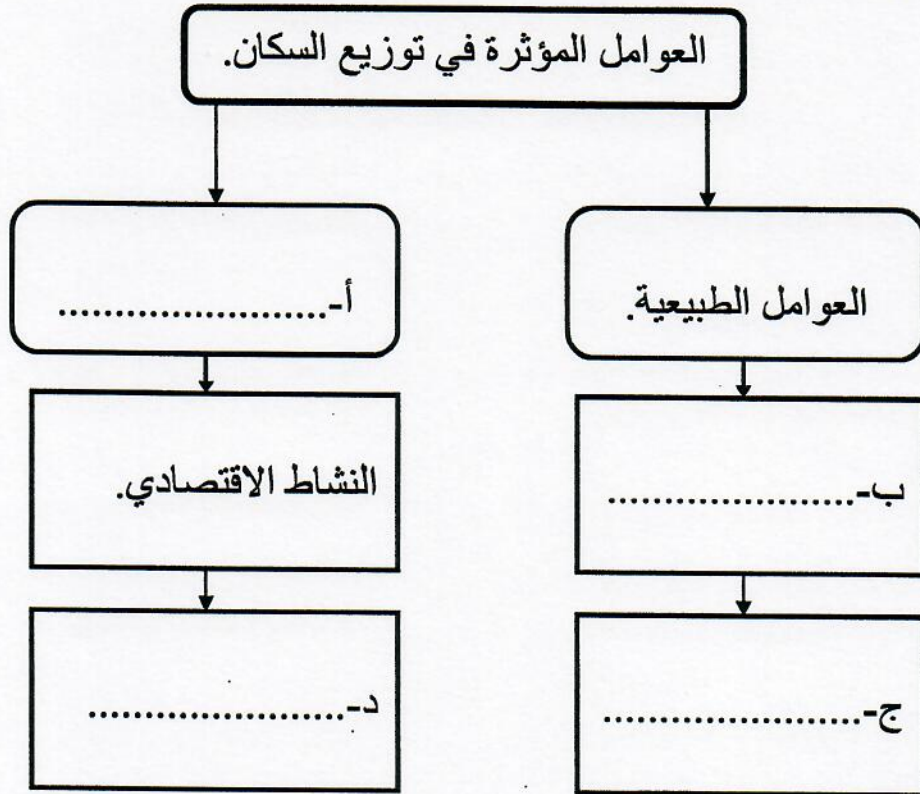 العوامل المؤثرة في توزيع السكان.
العوامل الطبيعية.
أ-........................
ب-......................
النشاط الاقتصادي.
ج-.......................
د-.......................